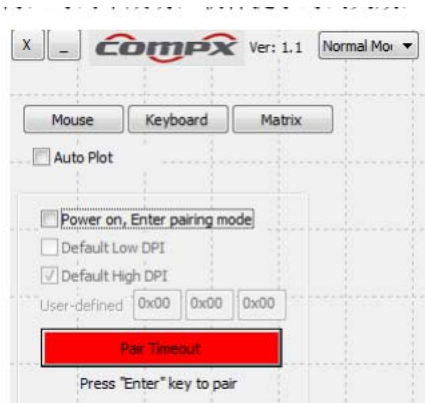 X _ CompX Ver: 1.1 Normal Mo
Mouse Keyboard Matrix
Auto Plot
Power on, Enter pairing mode
Default Low DPI
Default High DPI
User-defined 0x00 0x00 0x00
Pair Timeout
Press "Enter" key to pair